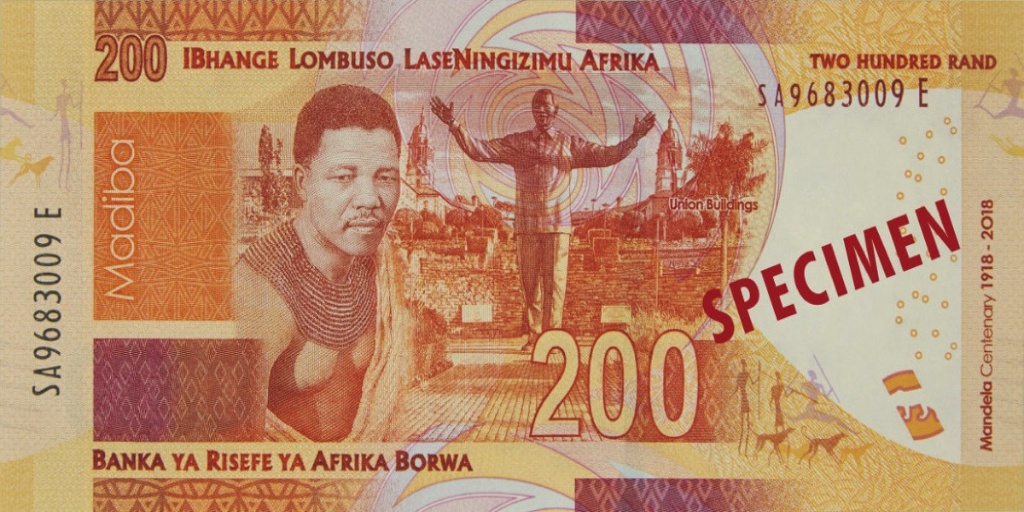 200 IBHANGE LOMBUSO LASENINGIZIMU AFRIKA
TWO HUNDRED RAND
SA9683009 E
Madiba
Union Buildings
SPECIMEN
SA9683009 E
200
Mandela Centenary 1918 - 2018
BANKA YA RISEFE YA AFRIKA BORWA